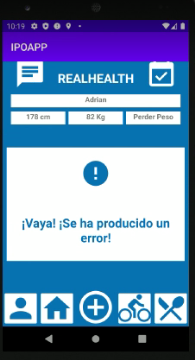 10:19
IPOAPP
REALHEALTH
Adrian
178 cm 82 Kg Perder Peso
¡Vaya! ¡Se ha producido un
error!